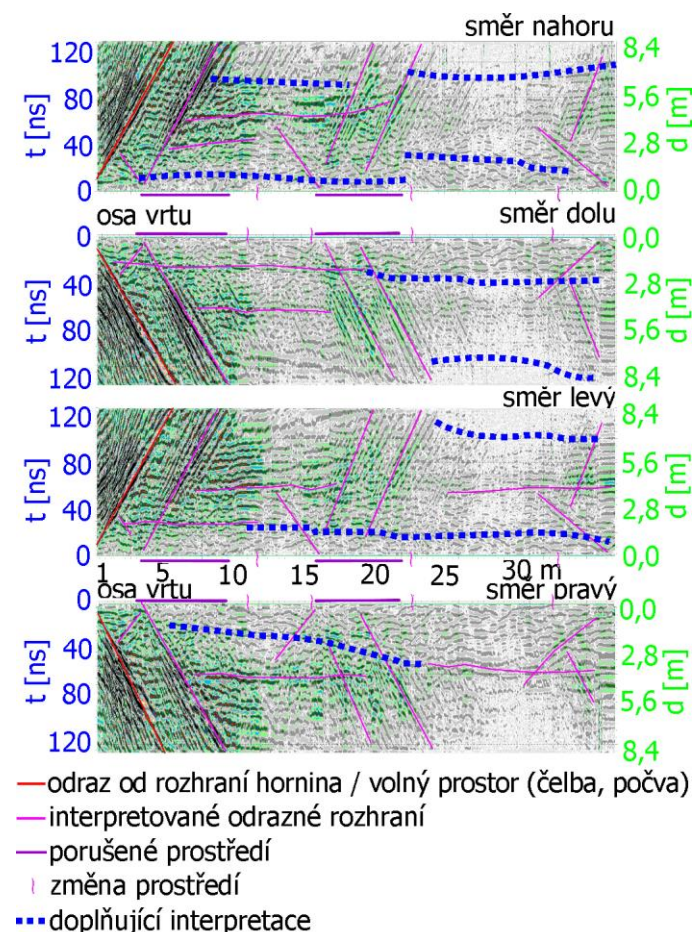 směr nahoru
120 8,4
80 5,6
40 2,8
0 0,0
t [ns] d [m]
osa vrtu směr dolu
0 0,0
40 2,8
80 5,6
120 8,4
t [ns] d [m]
směr levý
120 8,4
80 5,6
40 2,8
0 0,0
t [ns] d [m]
1 5 10 15 20 25 30 m
osa vrtu směr pravý
0 0,0
40 2,8
80 5,6
120 8,4
t [ns] d [m]
odraz od rozhraní hornina / volný prostor (čelba, počva)
interpretované odrazné rozhraní
porušené prostředí
změna prostředí
doplňující interpretace